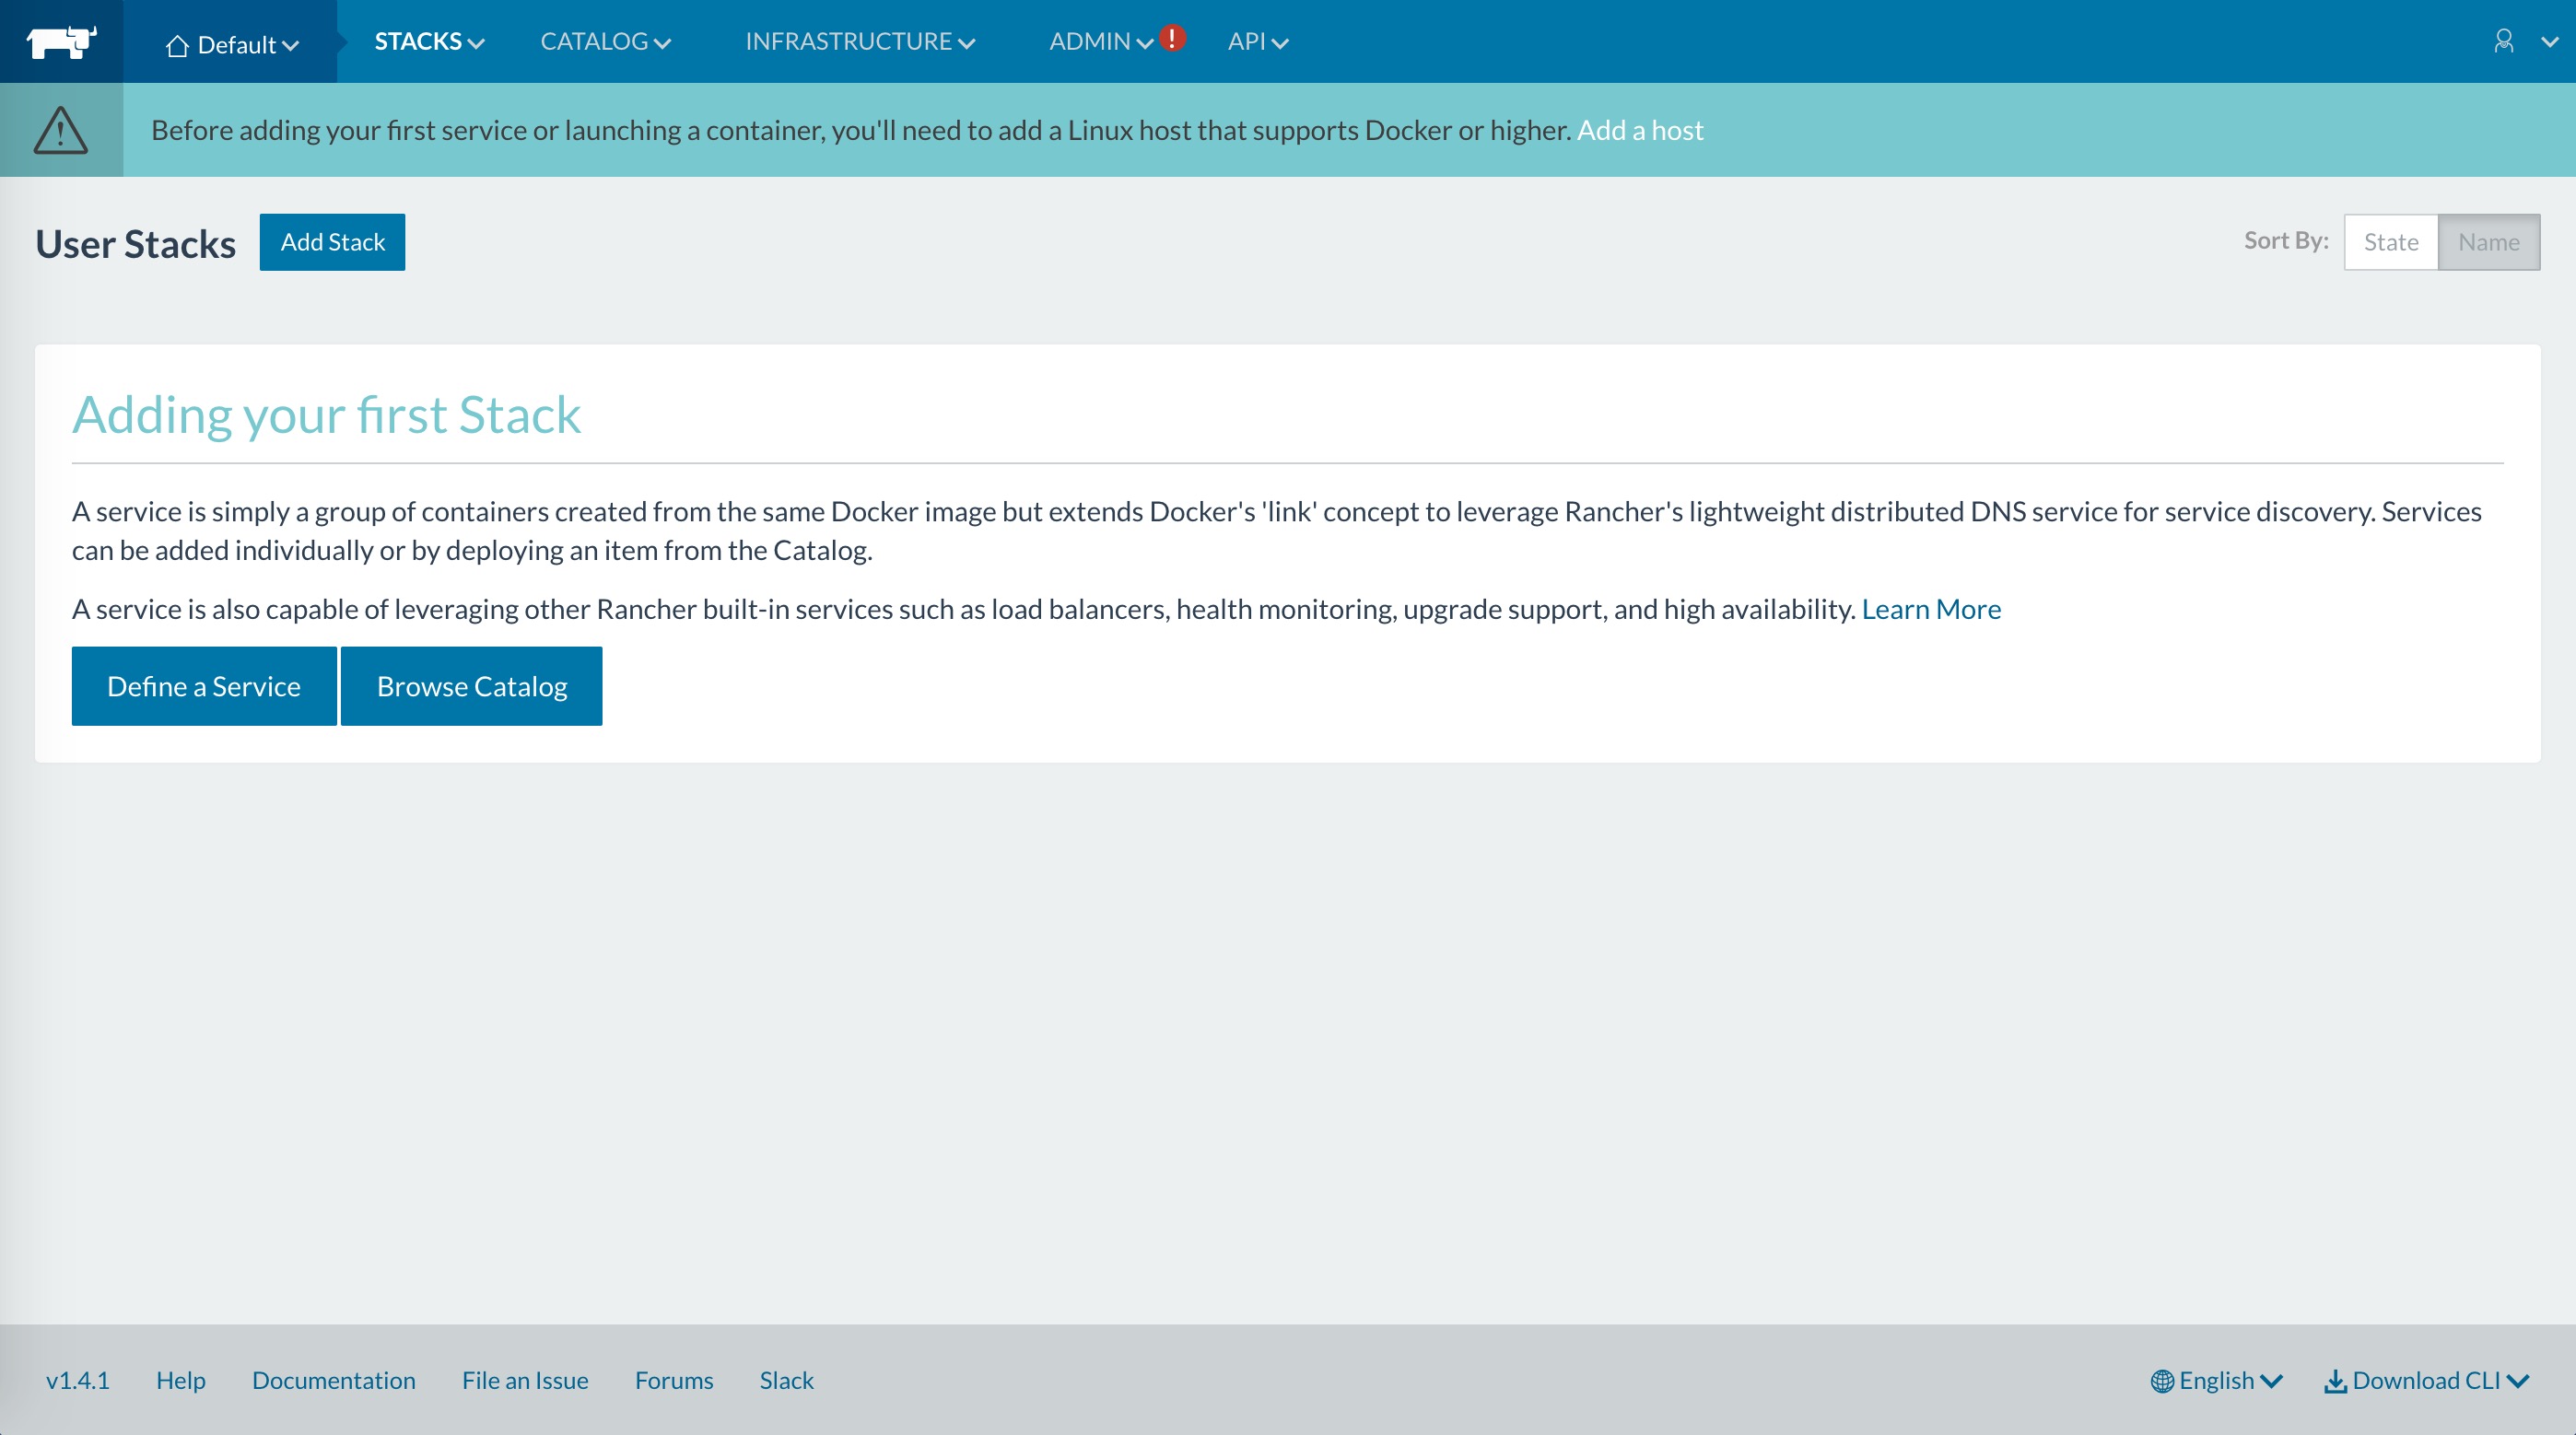 Default
STACKS
CATALOG
INFRASTRUCTURE
ADMIN
!
API
Before adding your first service or launching a container, you'll need to add a Linux host that supports Docker or higher. Add a host
User Stacks
Add Stack
Sort By:
State
Name
Adding your first Stack
A service is simply a group of containers created from the same Docker image but extends Docker's 'link' concept to leverage Rancher's lightweight distributed DNS service for service discovery. Services
can be added individually or by deploying an item from the Catalog.
A service is also capable of leveraging other Rancher built-in services such as load balancers, health monitoring, upgrade support, and high availability. Learn More
Define a Service
Browse Catalog
v1.4.1
Help
Documentation
File an Issue
Forums
Slack
English
Download CLI